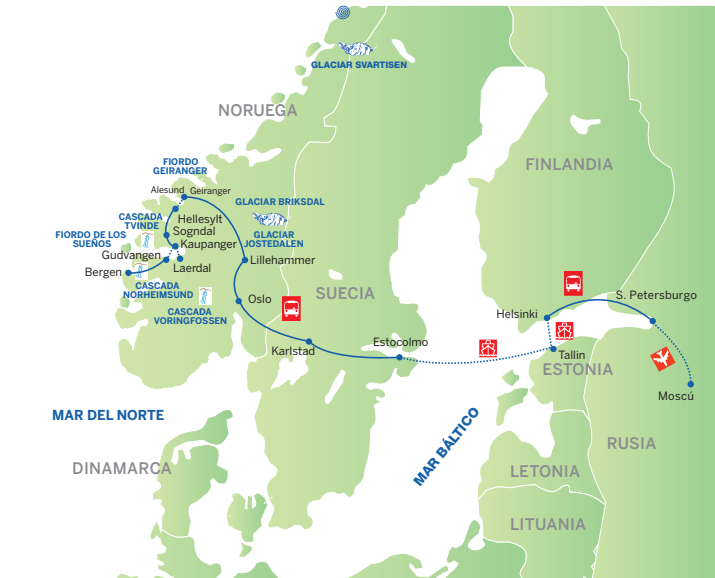 GLACIAR SVARTISEN
NORUEGA
FIORDO
GEIRANGER
FINLANDIA
Alesund
Geiranger
GLACIAR BRIKSDAL
CASCADA
TVINDE
Hellesylt
Sogndal
GLACIAR
JOSTEDALEN
FIORDO DE LOS
SUEÑOS
Kaupanger
Gudvangen
Lillehammer
Bergen
Laerdal
CASCADA
NORHEIMSUND
SUECIA
Oslo
S. Petersburgo
CASCADA
VORINGFOSSEN
Helsinki
Karlstad
Estocolmo
Tallin
ESTONIA
Moscú
MAR DEL NORTE
MAR BÁLTICO
RUSIA
DINAMARCA
LETONIA
LITUANIA